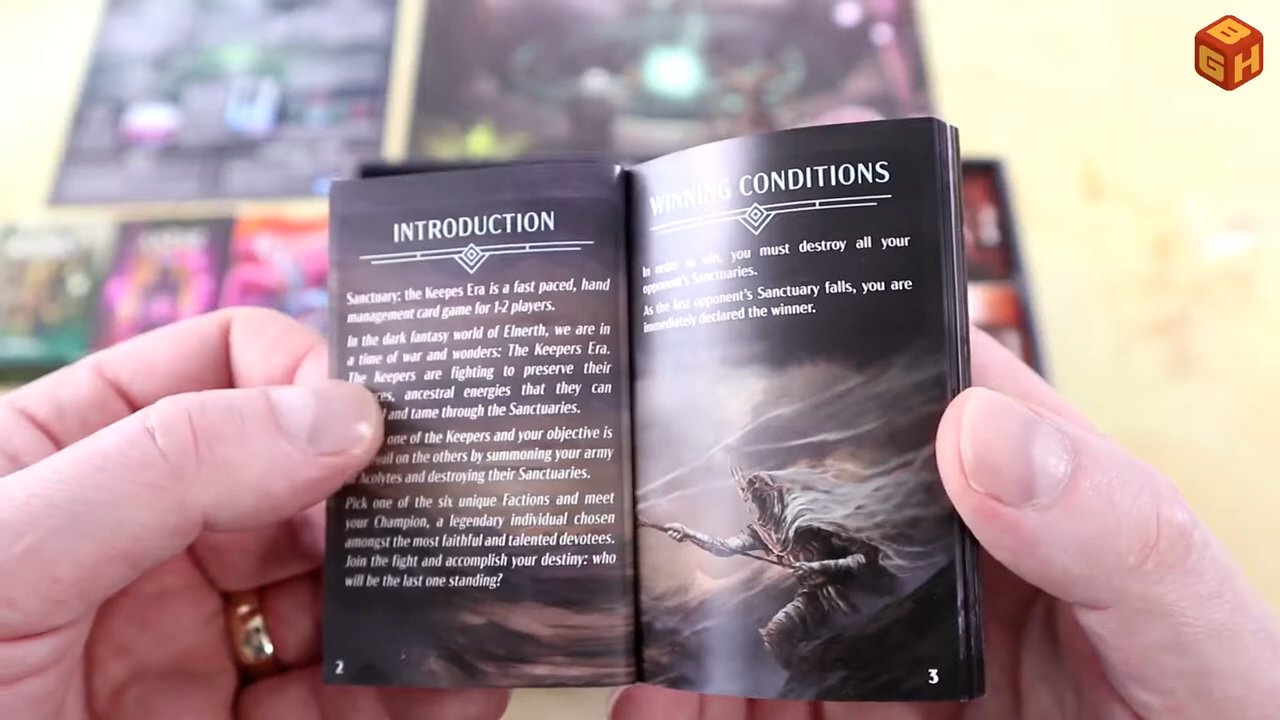 BGH
INTRODUCTION
Sanctuary: the Keepes Era is a fast paced, hand
management card game for 1-2 players.
In the dark fantasy world of Elnerth, we are in
a time of war and wonders: The Keepers Era.
The Keepers are fighting to preserve their
ancestral energies that they can
and tame through the Sanctuaries.
one of the Keepers and your objective is
on the others by summoning your army
Acolytes and destroying their Sanctuaries.
Pick one of the six unique Factions and meet
your Champion, a legendary individual chosen
amongst the most faithful and talented devotees.
Join the fight and accomplish your destiny: who
will be the last one standing?
2
WINNING CONDITIONS
In order to win, you must destroy all your
opponent's Sanctuaries.
As the last opponent's Sanctuary falls, you are
immediately declared the winner.
3